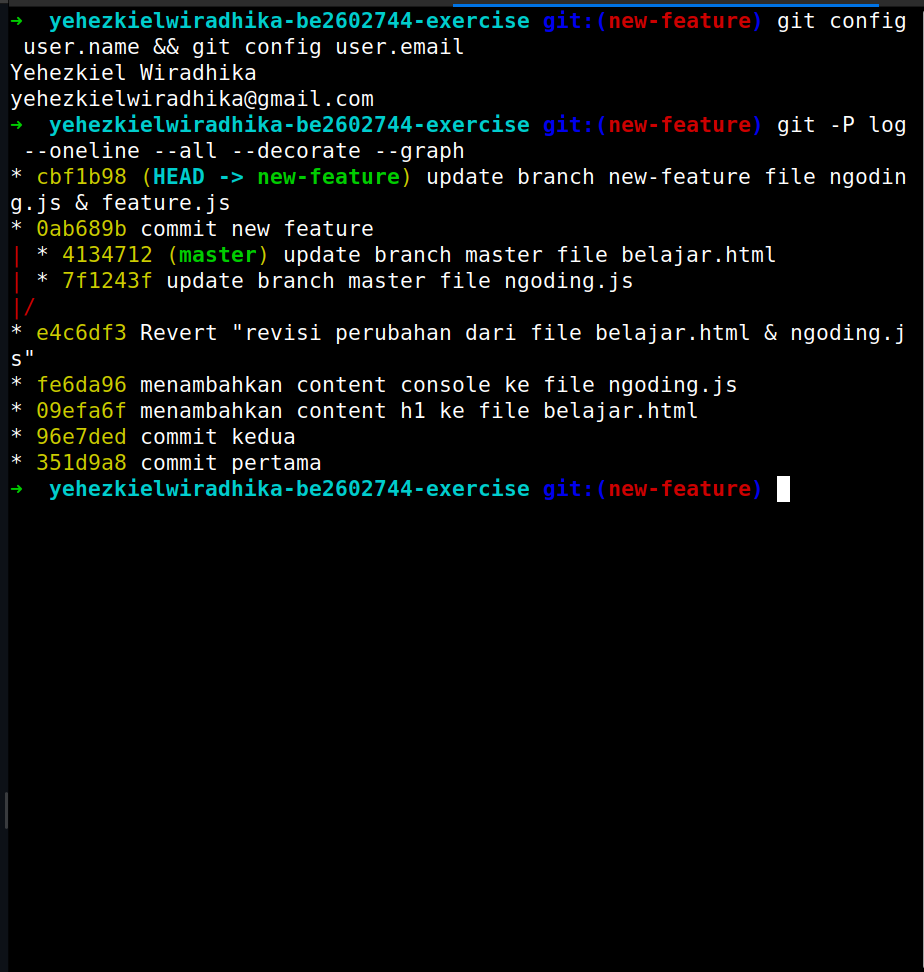 ➜  yehezkielwiradhika-be2602744-exercise git:(new-feature) git config
 user.name && git config user.email
Yehezkiel Wiradhika
yehezkielwiradhika@gmail.com
➜  yehezkielwiradhika-be2602744-exercise git:(new-feature) git -P log
 --oneline --all --decorate --graph
* cbf1b98 (HEAD -> new-feature) update branch new-feature file ngodin
g.js & feature.js
* 0ab689b commit new feature
| * 4134712 (master) update branch master file belajar.html
| * 7f1243f update branch master file ngoding.js
|/
* e4c6df3 Revert "revisi perubahan dari file belajar.html & ngoding.j
s"
* fe6da96 menambahkan content console ke file ngoding.js
* 09efa6f menambahkan content h1 ke file belajar.html
* 96e7ded commit kedua
* 351d9a8 commit pertama
➜  yehezkielwiradhika-be2602744-exercise git:(new-feature)